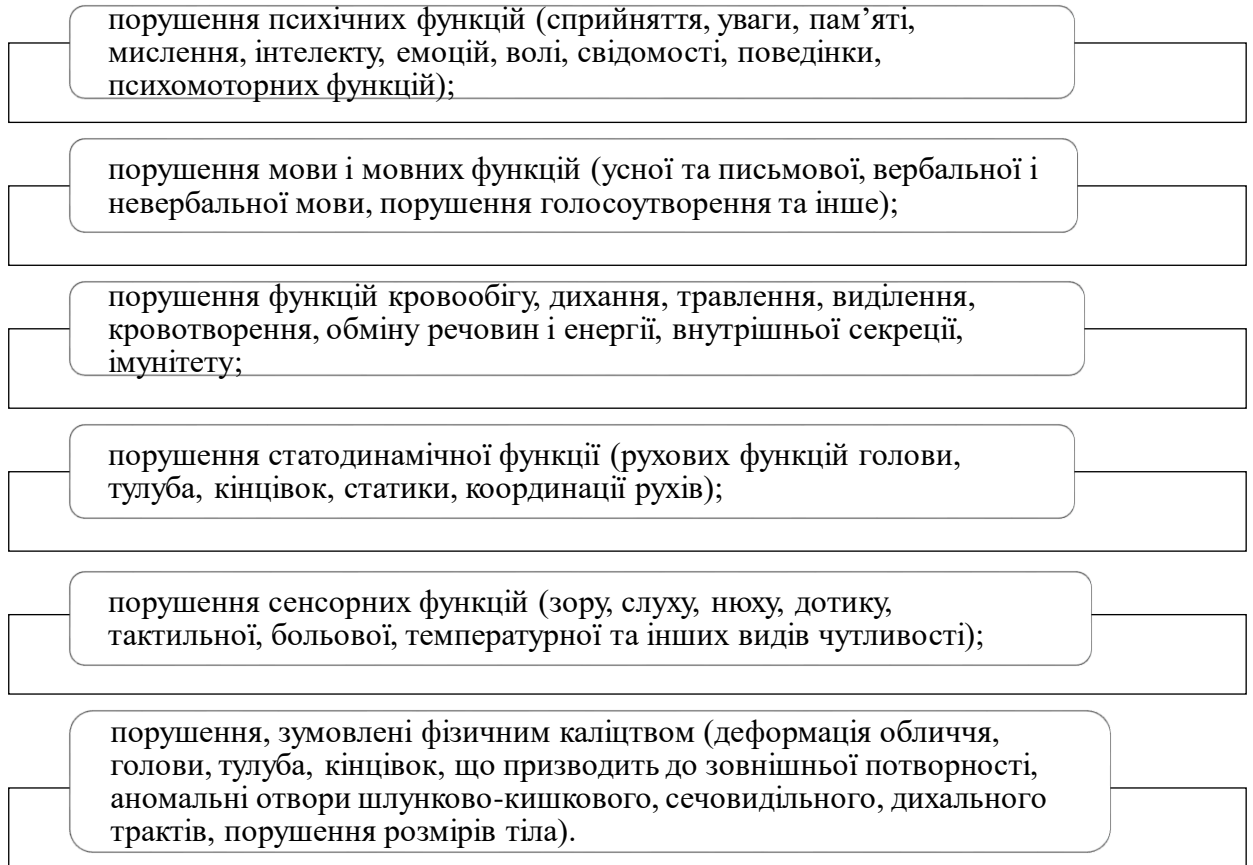 порушення психічних функцій (сприйняття, уваги, пам’яті,
мислення, інтелекту, емоцій, волі, свідомості, поведінки,
психомоторних функцій);
порушення мови і мовних функцій (усної та письмової, вербальної і
невербальної мови, порушення голосоутворення та інше);
порушення функцій кровообігу, дихання, травлення, виділення,
кровотворення, обміну речовин і енергії, внутрішньої секреції,
імунітету;
порушення статодинамічної функції (рухових функцій голови,
тулуба, кінцівок, статики, координації рухів);
порушення сенсорних функцій (зору, слуху, нюху, дотику,
тактильної, больової, температурної та інших видів чутливості);
порушення, зумовлені фізичним каліцтвом (деформація обличчя,
голови, тулуба, кінцівок, що призводить до зовнішньої потворності,
аномальні отвори шлунково-кишкового, сечовидільного, дихального
трактів, порушення розмірів тіла).